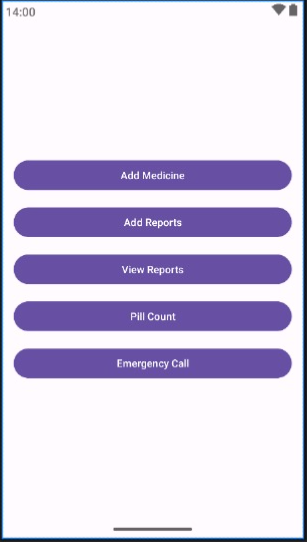 14:00
Add Medicine
Add Reports
View Reports
Pill Count
Emergency Call